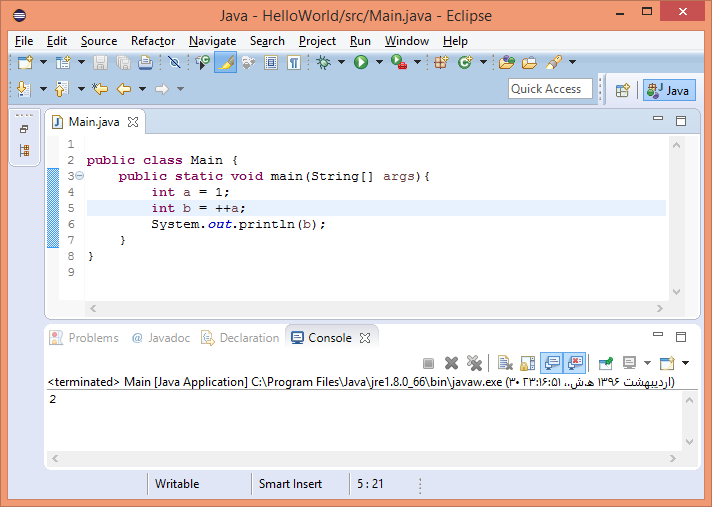 Java - HelloWorld/src/Main.java - Eclipse
File Edit Source Refactor Navigate Search Project Run Window Help
Quick Access
Java
Main.java
1
2 public class Main {
3 public static void main(String[] args){
4 int a = 1;
5 int b = ++a;
6 System.out.println(b);
7 }
8 }
9
Problems @ Javadoc Declaration Console
<terminated> Main [Java Application] C:\Program Files\Java\jre1.8.0_66\bin\javaw.exe (۳۰ اردیبهشت ۱۳۹۶ ه‍.ش.،‏ ۲۳:۱۶:۵۱)
2
Writable Smart Insert 5 : 21